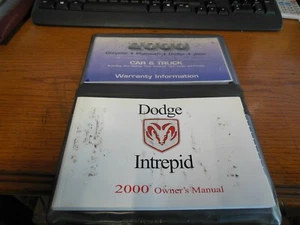 2000
CAR & TRUCK
Warranty Information
Dodge
Intrepid
2000 Owner's Manual